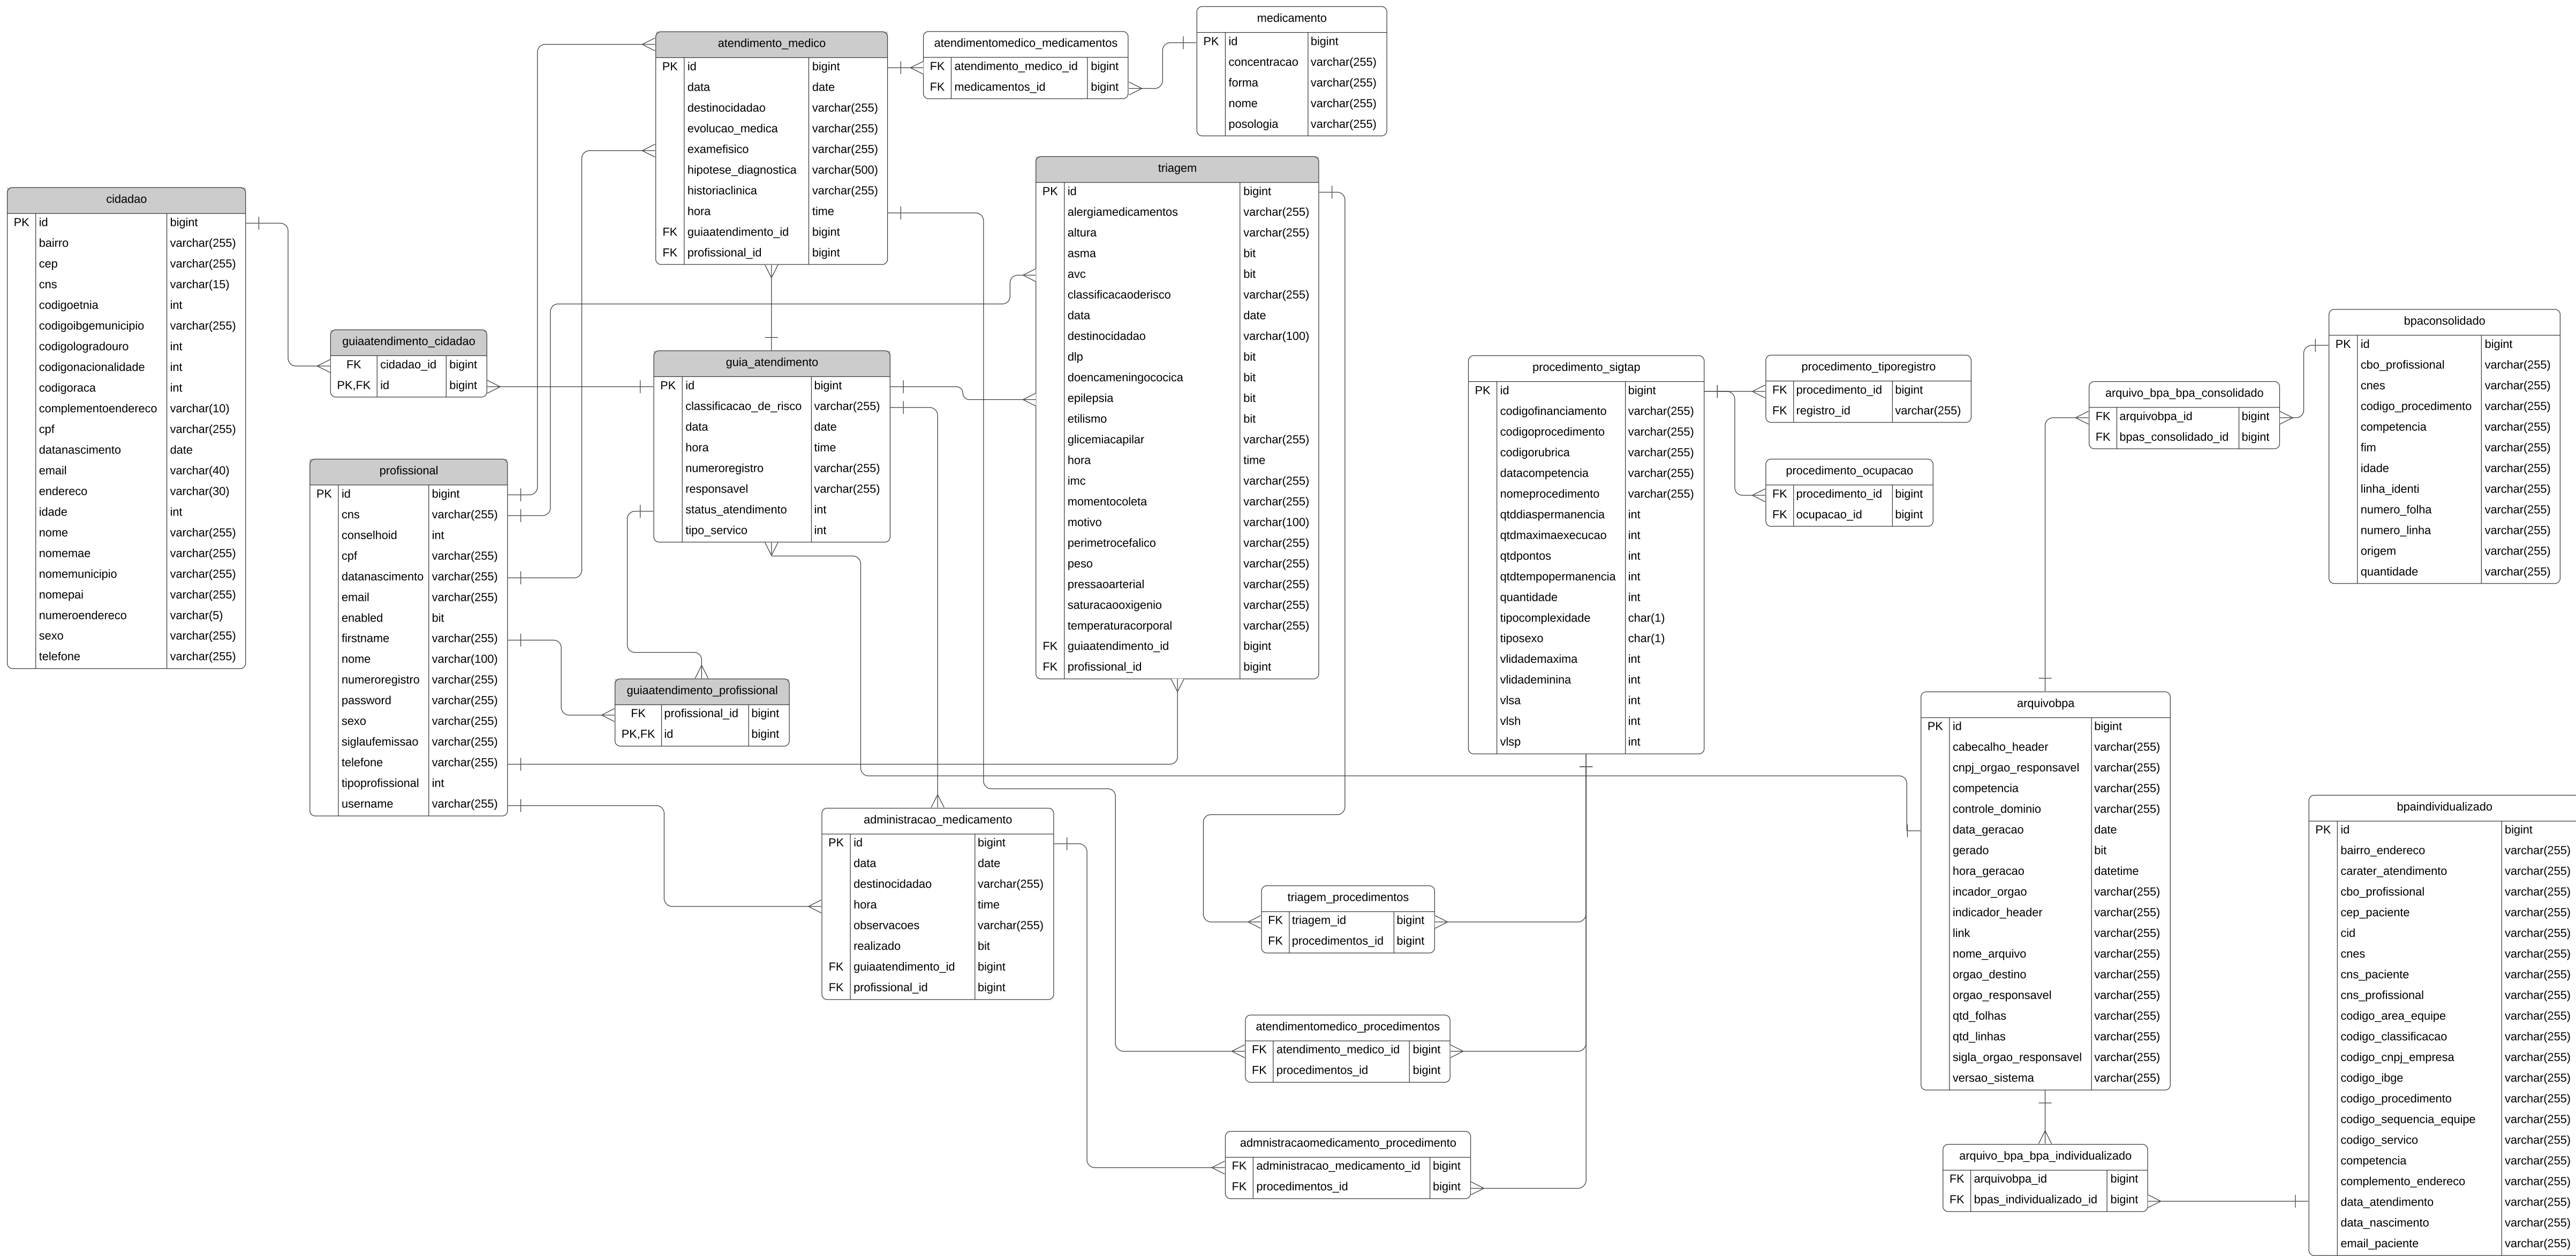 medicamento
PK id bigint
concentracao varchar(255)
forma varchar(255)
nome varchar(255)
posologia varchar(255)
atendimento_medico
PK id bigint
data date
destinocidadao varchar(255)
evolucao_medica varchar(255)
examefisico varchar(255)
hipotese_diagnostica varchar(500)
historiaclinica varchar(255)
hora time
FK guiaatendimento_id bigint
FK profissional_id bigint
atendimentomedico_medicamentos
FK atendimento_medico_id bigint
FK medicamentos_id bigint
triagem
PK id bigint
alergiamedicamentos varchar(255)
altura varchar(255)
asma bit
avc bit
classificacaoderisco varchar(255)
data date
destinocidadao varchar(100)
dlp bit
doencameningococica bit
epilepsia bit
etilismo bit
glicemiacapilar varchar(255)
hora time
imc varchar(255)
momentocoleta varchar(255)
motivo varchar(100)
perimetrocefalico varchar(255)
peso varchar(255)
pressaoarterial varchar(255)
saturacaooxigenio varchar(255)
temperaturacorporal varchar(255)
FK guiaatendimento_id bigint
FK profissional_id bigint
cidadao
PK id bigint
bairro varchar(255)
cep varchar(255)
cns varchar(15)
codigoetnia int
codigoibgemunicipio varchar(255)
codigologradouro int
codigonacionalidade int
codigoraca int
complementoendereco varchar(10)
cpf varchar(255)
datanascimento date
email varchar(40)
endereco varchar(30)
idade int
nome varchar(255)
nomemae varchar(255)
nomemunicipio varchar(255)
nomepai varchar(255)
numeroendereco varchar(5)
sexo varchar(255)
telefone varchar(255)
guiaatendimento_cidadao
FK cidadao_id bigint
PK,FK id bigint
guia_atendimento
PK id bigint
classificacao_de_risco varchar(255)
data date
hora time
numeroregistro varchar(255)
responsavel varchar(255)
status_atendimento int
tipo_servico int
profissional
PK id bigint
cns varchar(255)
conselhoid int
cpf varchar(255)
datanascimento varchar(255)
email varchar(255)
enabled bit
firstname varchar(255)
nome varchar(100)
numeroregistro varchar(255)
password varchar(255)
sexo varchar(255)
siglaufemissao varchar(255)
telefone varchar(255)
tipoprofissional int
username varchar(255)
guiaatendimento_profissional
FK profissional_id bigint
PK,FK id bigint
procedimento_sigtap
PK id bigint
codigofinanciamento varchar(255)
codigoprocedimento varchar(255)
codigorubrica varchar(255)
datacompetencia varchar(255)
nomeprocedimento varchar(255)
qtddiaspermanencia int
qtdmaximaexecucao int
qtdpontos int
qtdtempopermanencia int
quantidade int
tipocomplexidade char(1)
tiposexo char(1)
vlidademaxima int
vlidademinina int
vlsa int
vlsh int
vlsp int
procedimento_tiporegistro
FK procedimento_id bigint
FK registro_id varchar(255)
procedimento_ocupacao
FK procedimento_id bigint
FK ocupacao_id bigint
arquivo_bpa_bpa_consolidado
FK arquivobpa_id bigint
FK bpas_consolidado_id bigint
bpaconsolidado
PK id bigint
cbo_profissional varchar(255)
cnes varchar(255)
codigo_procedimento varchar(255)
competencia varchar(255)
fim varchar(255)
idade varchar(255)
linha_identi varchar(255)
numero_folha varchar(255)
numero_linha varchar(255)
origem varchar(255)
quantidade varchar(255)
administracao_medicamento
PK id bigint
data date
destinocidadao varchar(255)
hora time
observacoes varchar(255)
realizado bit
FK guiaatendimento_id bigint
FK profissional_id bigint
triagem_procedimentos
FK triagem_id bigint
FK procedimentos_id bigint
atendimentomedico_procedimentos
FK atendimento_medico_id bigint
FK procedimentos_id bigint
admnistracaomedicamento_procedimento
FK administracao_medicamento_id bigint
FK procedimentos_id bigint
arquivobpa
PK id bigint
cabecalho_header varchar(255)
cnpj_orgao_responsavel varchar(255)
competencia varchar(255)
controle_dominio varchar(255)
data_geracao date
gerado bit
hora_geracao datetime
incador_orgao varchar(255)
indicador_header varchar(255)
link varchar(255)
nome_arquivo varchar(255)
orgao_destino varchar(255)
orgao_responsavel varchar(255)
qtd_folhas varchar(255)
qtd_linhas varchar(255)
sigla_orgao_responsavel varchar(255)
versao_sistema varchar(255)
arquivo_bpa_bpa_individualizado
FK arquivobpa_id bigint
FK bpas_individualizado_id bigint
bpaindividualizado
PK id bigint
bairro_endereco varchar(255)
carater_atendimento varchar(255)
cbo_profissional varchar(255)
cep_paciente varchar(255)
cid varchar(255)
cnes varchar(255)
cns_paciente varchar(255)
cns_profissional varchar(255)
codigo_area_equipe varchar(255)
codigo_classificacao varchar(255)
codigo_cnpj_empresa varchar(255)
codigo_ibge varchar(255)
codigo_procedimento varchar(255)
codigo_sequencia_equipe varchar(255)
codigo_servico varchar(255)
competencia varchar(255)
complemento_endereco varchar(255)
data_atendimento varchar(255)
data_nascimento varchar(255)
email_paciente varchar(255)